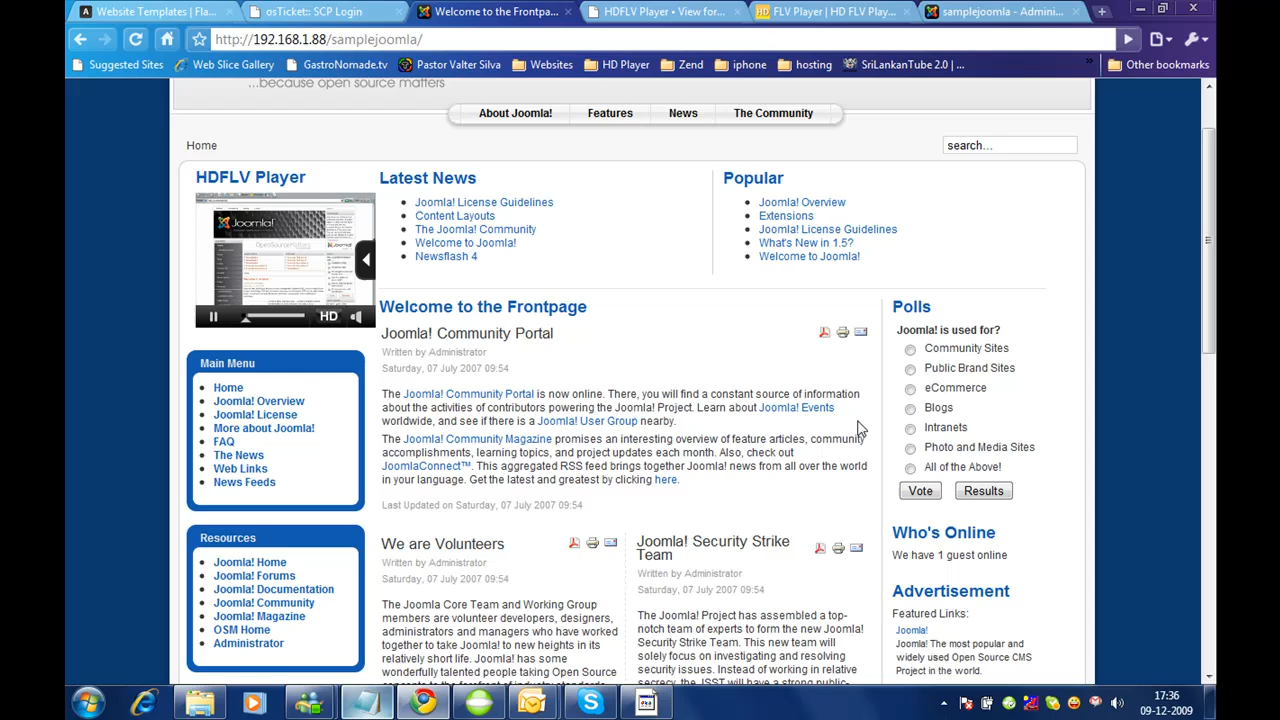 Website Templates | Fla...
osTicket:: SCP Login
Welcome to the Frontpa...
HDFLV Player • View for...
FLV Player | HD FLV Play...
samplejoomla - Admini...
http://192.168.1.88/samplejoomla/
Suggested Sites
Web Slice Gallery
GastroNomade.tv
Pastor Valter Silva
Websites
HD Player
Zend
iphone
hosting
SriLankanTube 2.0 | ...
»
Other bookmarks
...because open source matters
About Joomla!
Features
News
The Community
Home
search...
HDFLV Player
Joomla!
HD
Latest News
Joomla! License Guidelines
Content Layouts
The Joomla! Community
Welcome to Joomla!
Newsflash 4
Popular
Joomla! Overview
Extensions
Joomla! License Guidelines
What's New in 1.5?
Welcome to Joomla!
Main Menu
Home
Joomla! Overview
Joomla! License
More about Joomla!
FAQ
The News
Web Links
News Feeds
Resources
Joomla! Home
Joomla! Forums
Joomla! Documentation
Joomla! Community
Joomla! Magazine
OSM Home
Administrator
Welcome to the Frontpage
Joomla! Community Portal
Written by Administrator
Saturday, 07 July 2007 09:54
The Joomla! Community Portal is now online. There, you will find a constant source of information
about the activities of contributors powering the Joomla! Project. Learn about Joomla! Events
worldwide, and see if there is a Joomla! User Group nearby.
The Joomla! Community Magazine promises an interesting overview of feature articles, community
accomplishments, learning topics, and project updates each month. Also, check out
JoomlaConnect™. This aggregated RSS feed brings together Joomla! news from all over the world
in your language. Get the latest and greatest by clicking here.
Last Updated on Saturday, 07 July 2007 09:54
We are Volunteers
Written by Administrator
Saturday, 07 July 2007 09:54
The Joomla Core Team and Working Group
members are volunteer developers, designers,
administrators and managers who have worked
together to take Joomla! to new heights in its
relatively short life. Joomla! has some
wonderfully talented people taking Open Source
Joomla! Security Strike
Team
Written by Administrator
Saturday, 07 July 2007 09:54
The Joomla! Project has assembled a top-
notch team of experts to form the new Joomla!
Security Strike Team. This new team will
solely focus on investigating and resolving
security issues. Instead of working in relative
secrecy, the JSST will have a strong public-
Polls
Joomla! is used for?
Community Sites
Public Brand Sites
eCommerce
Blogs
Intranets
Photo and Media Sites
All of the Above!
Vote
Results
Who's Online
We have 1 guest online
Advertisement
Featured Links:
Joomla!
Joomla! The most popular and
widely used Open Source CMS
Project in the world.
17:36
09-12-2009